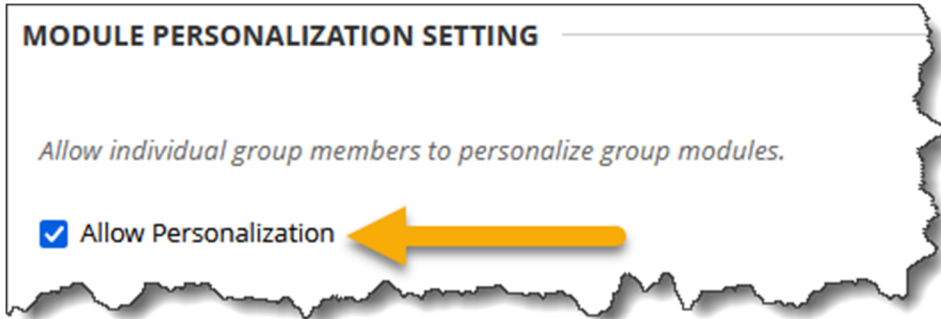 MODULE PERSONALIZATION SETTING
Allow individual group members to personalize group modules.
Allow Personalization